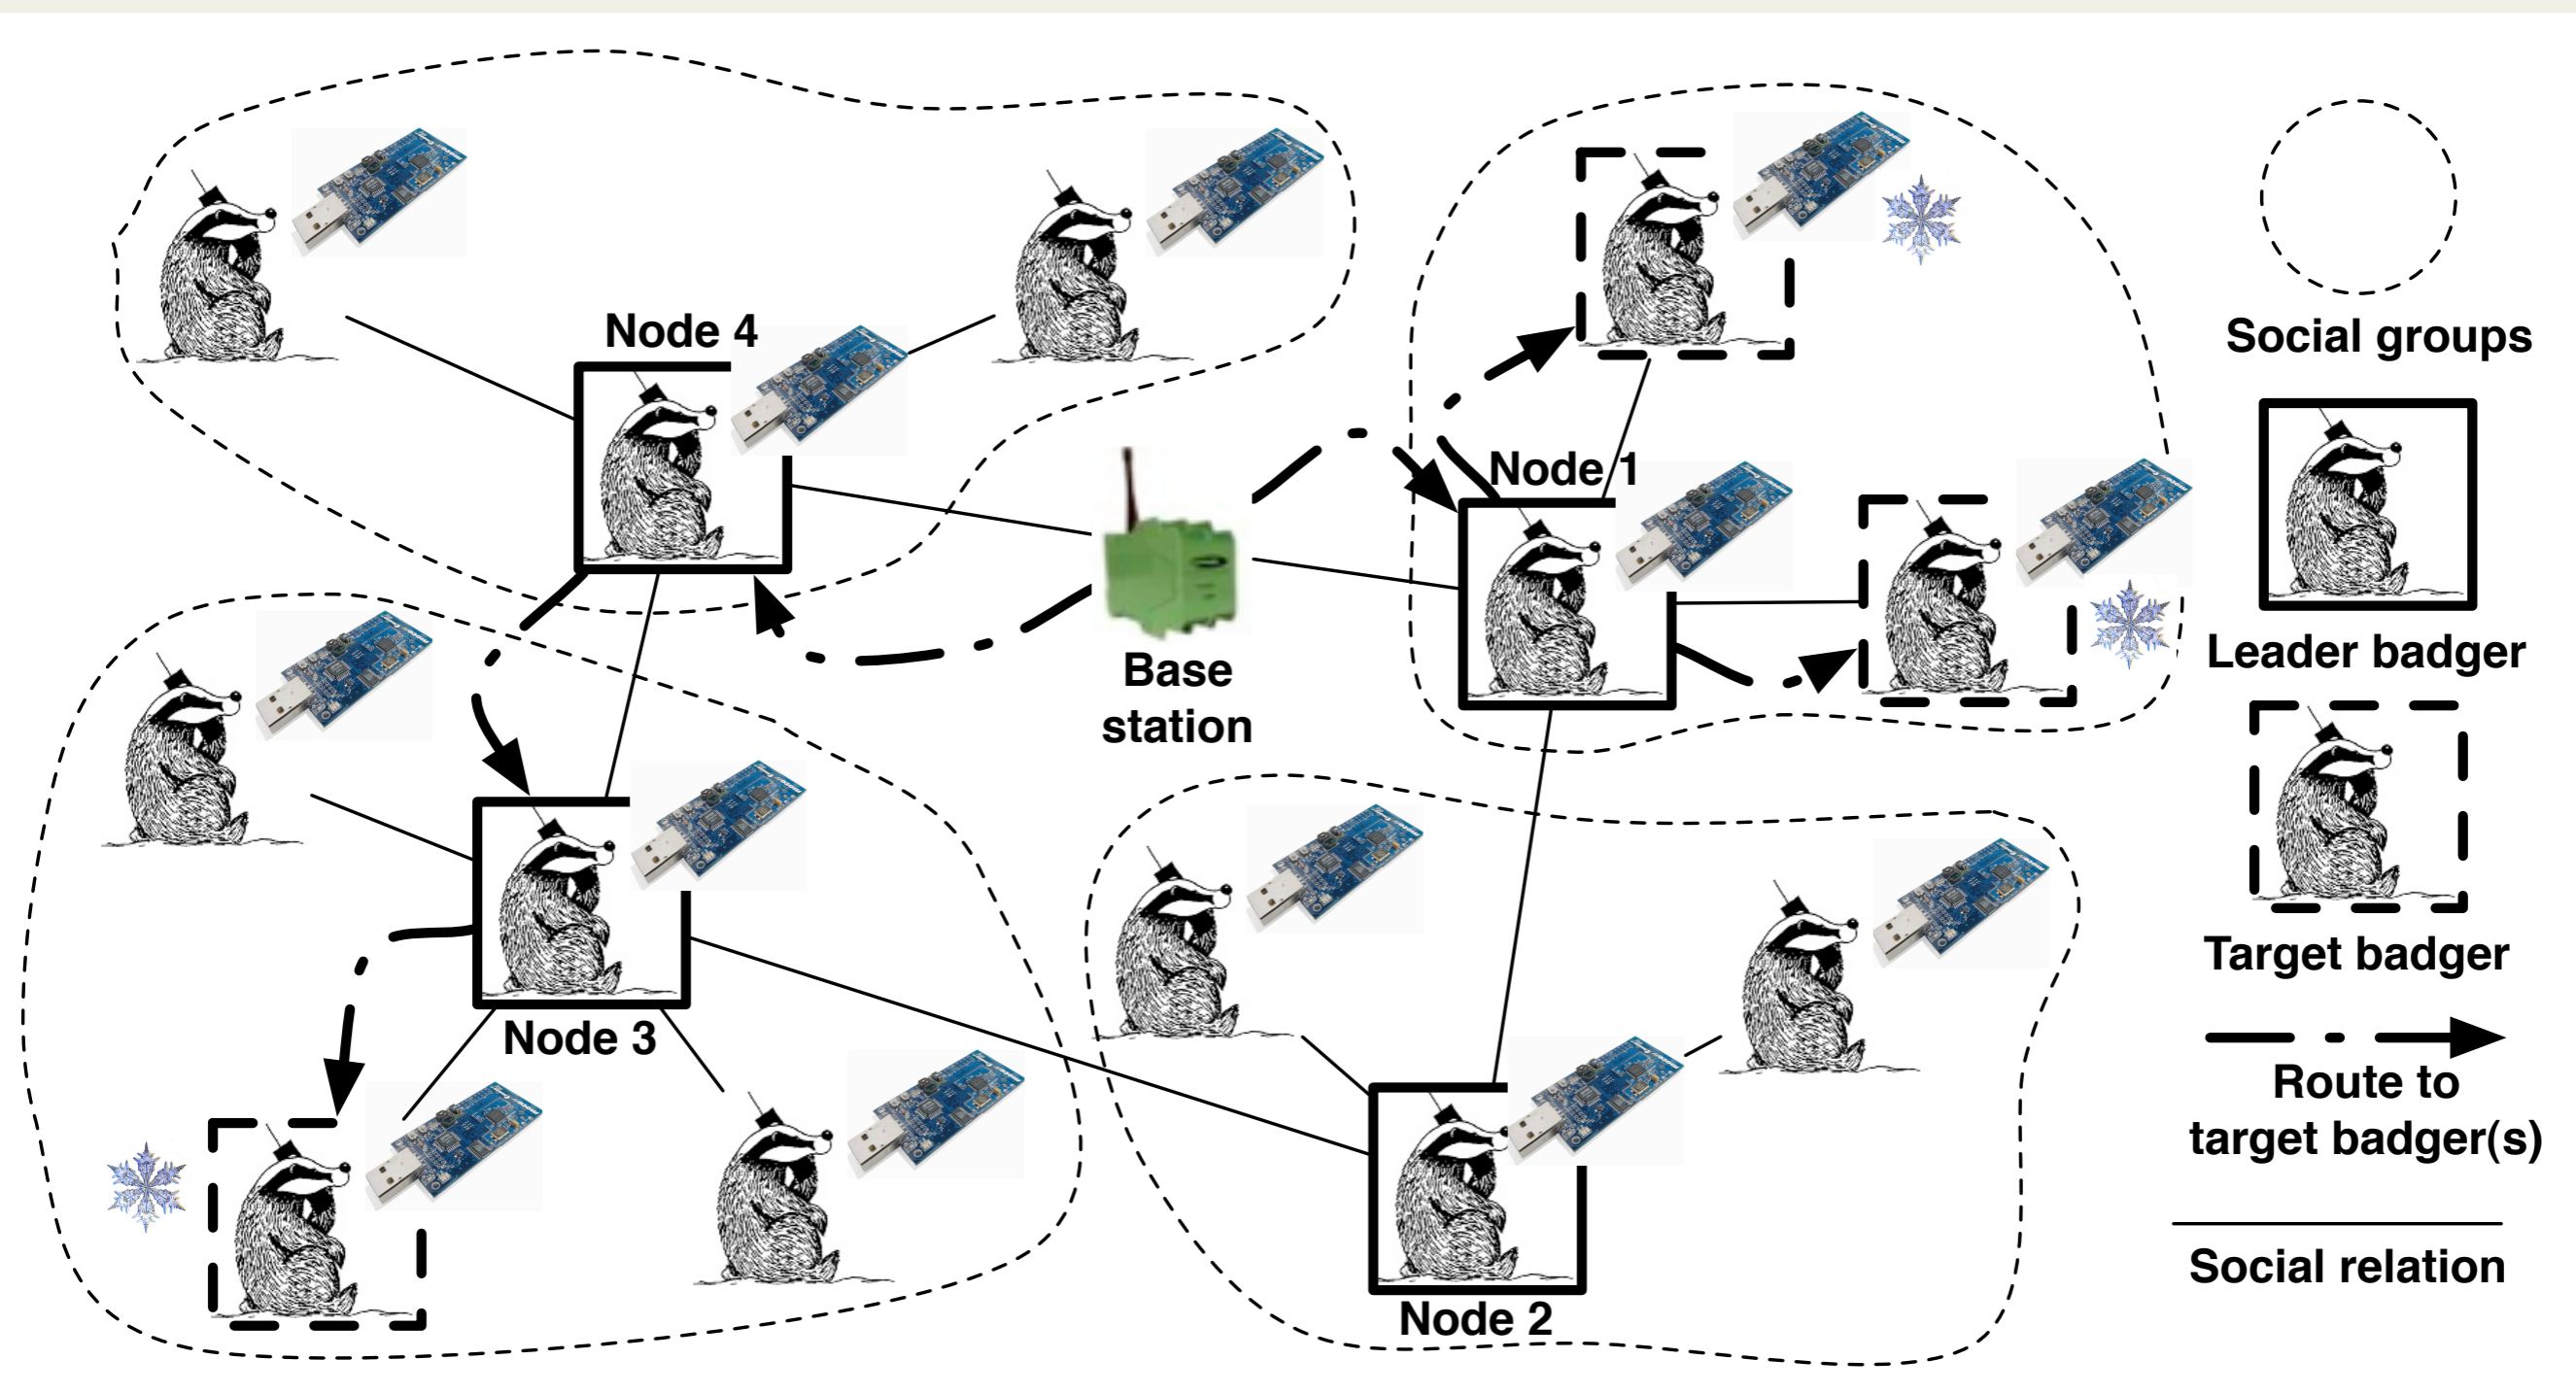 Node 4
Node 1
Base
station
Node 3
Node 2
Social groups
Leader badger
Target badger
Route to
target badger(s)
Social relation